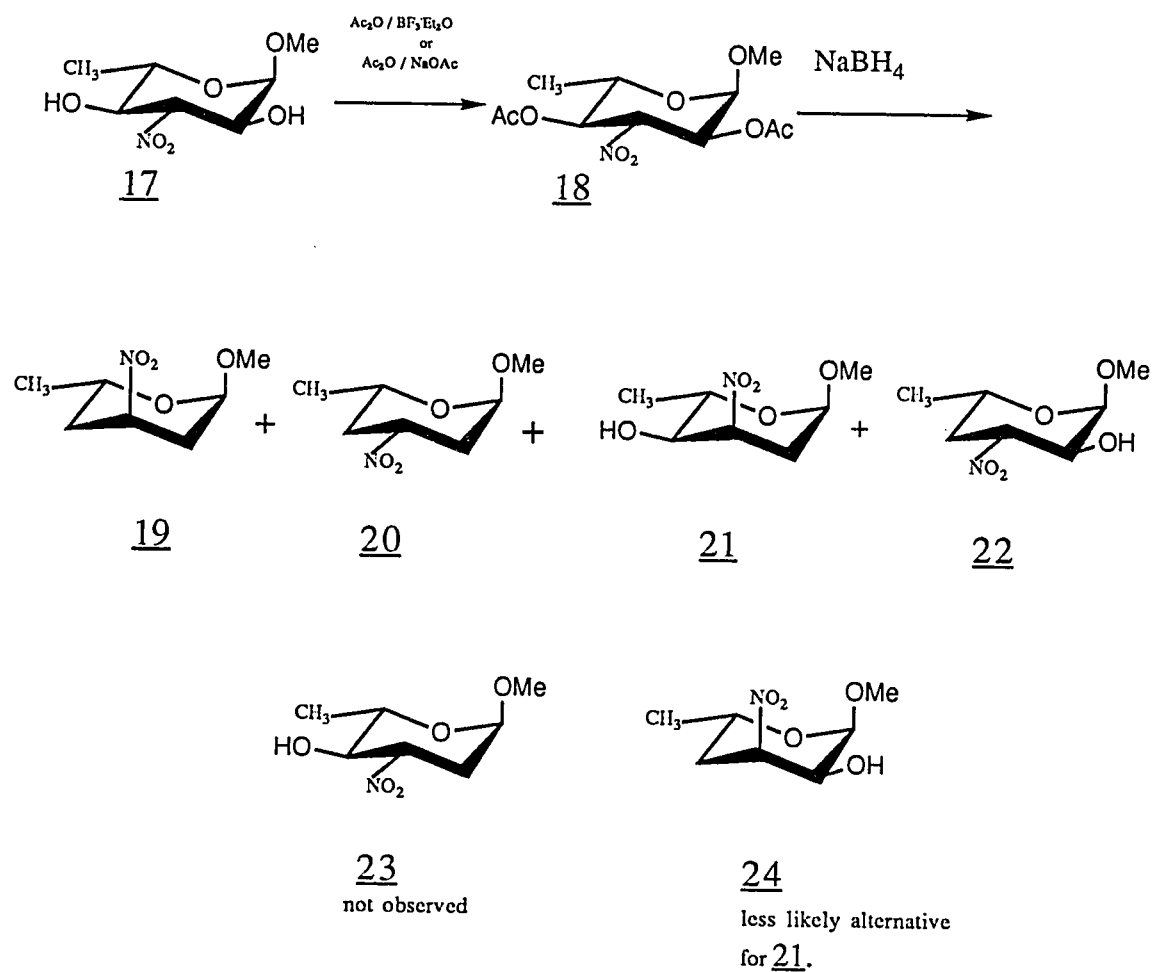 Ac₂O / BF₃·Et₂O
or
Ac₂O / NaOAc
NaBH₄
OMe
CH₃
O
HO
OH
NO₂
17
OMe
CH₃
O
AcO
OAc
NO₂
18
NO₂
OMe
CH₃
O
19
+
OMe
CH₃
O
NO₂
20
+
NO₂
OMe
CH₃
O
HO
21
+
OMe
CH₃
O
OH
NO₂
22
OMe
CH₃
O
HO
NO₂
23
not observed
NO₂
OMe
CH₃
O
OH
24
less likely alternative
for 21.